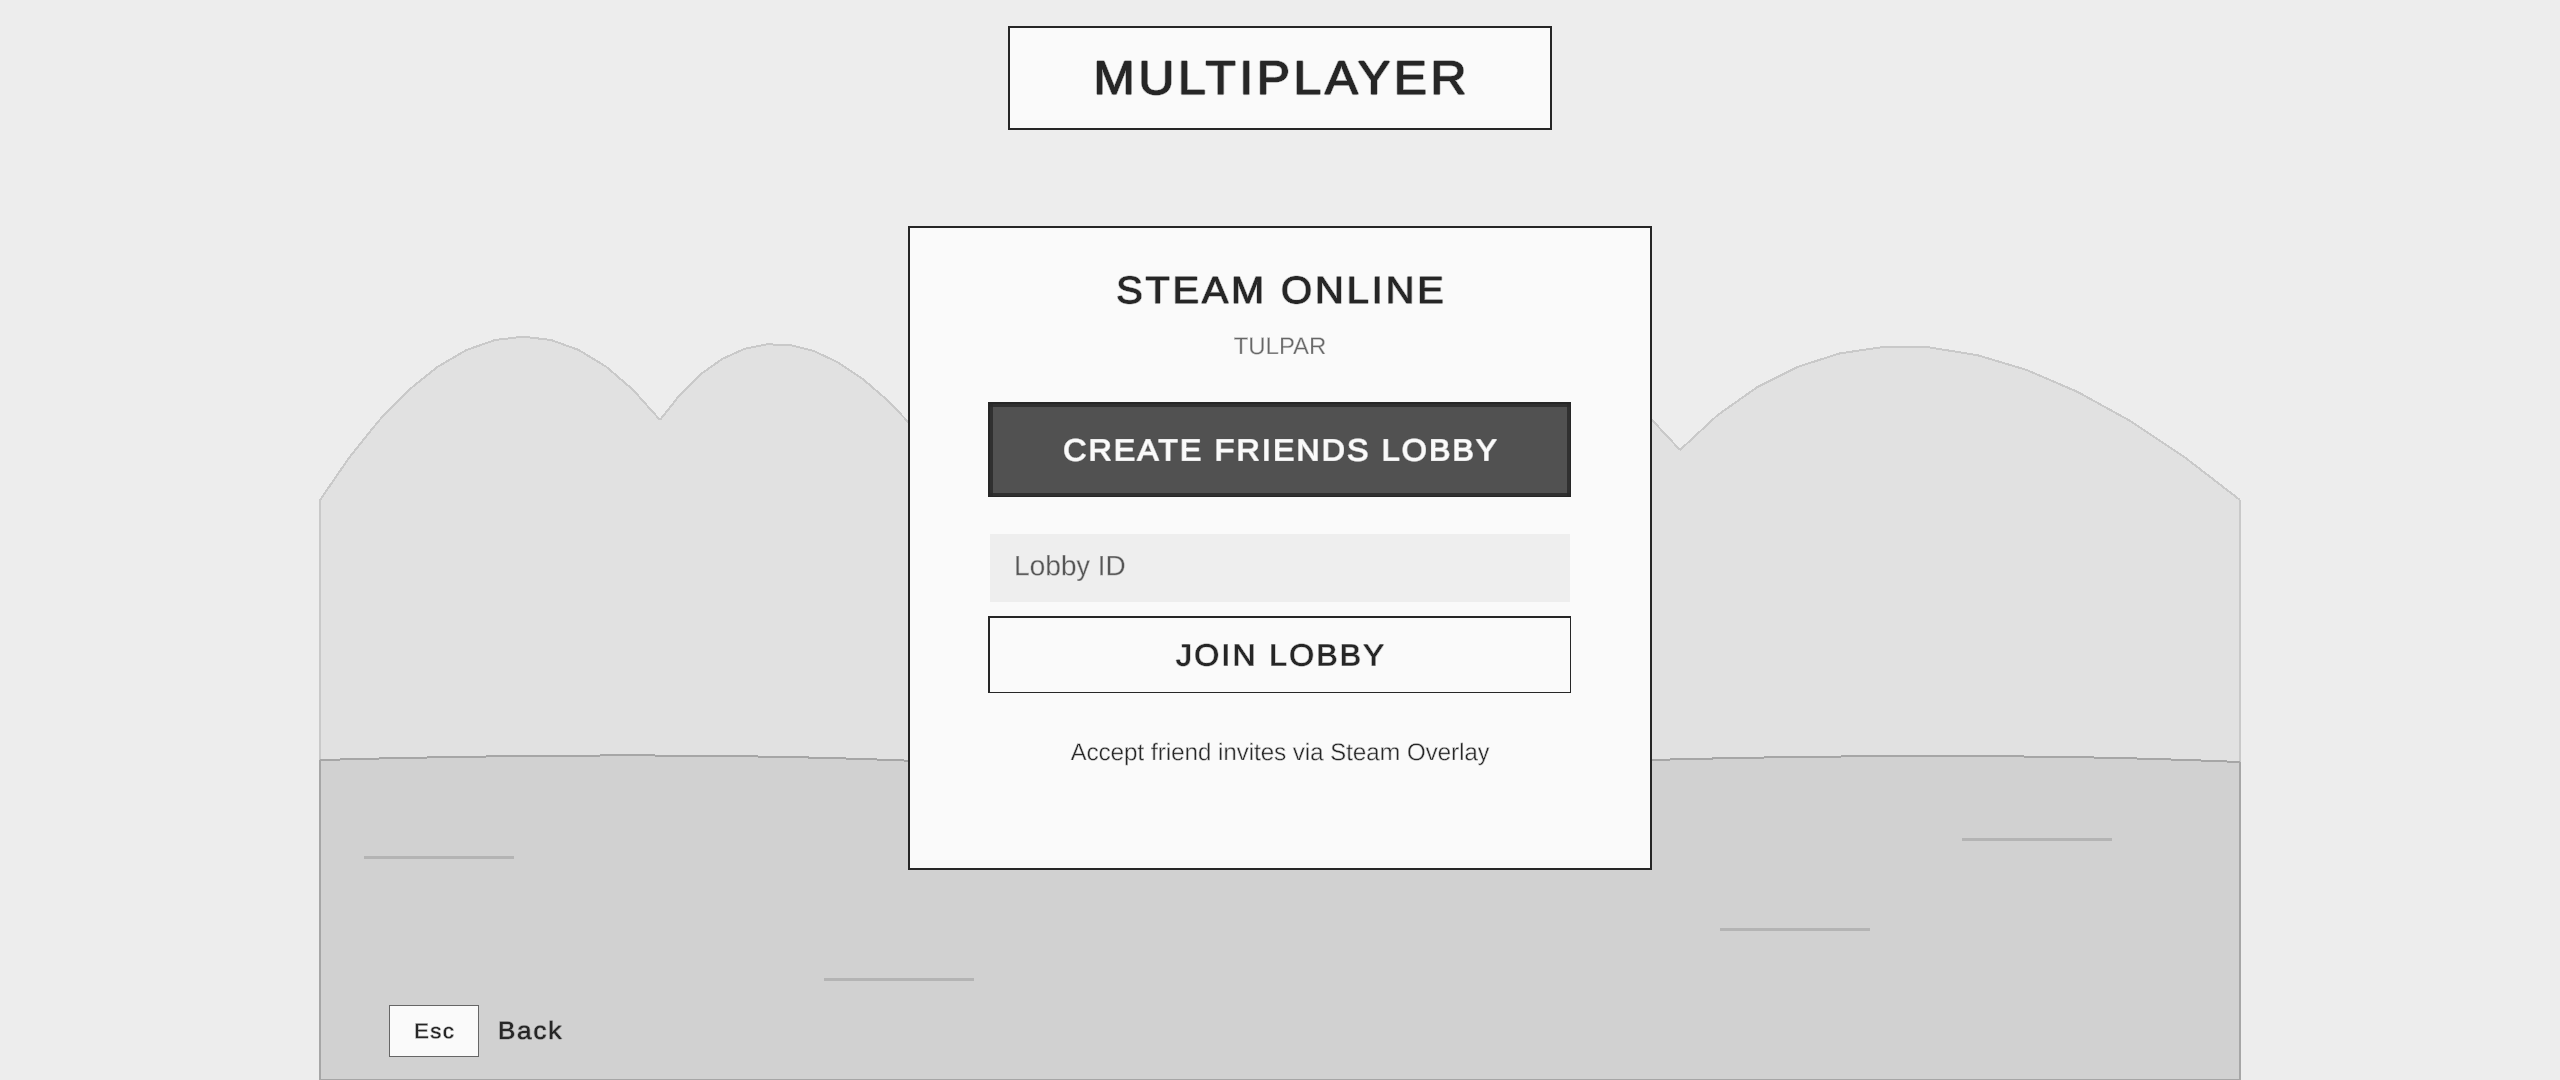 MULTIPLAYER
STEAM ONLINE
TULPAR
CREATE FRIENDS LOBBY
Lobby ID
JOIN LOBBY
Accept friend invites via Steam Overlay
Esc Back